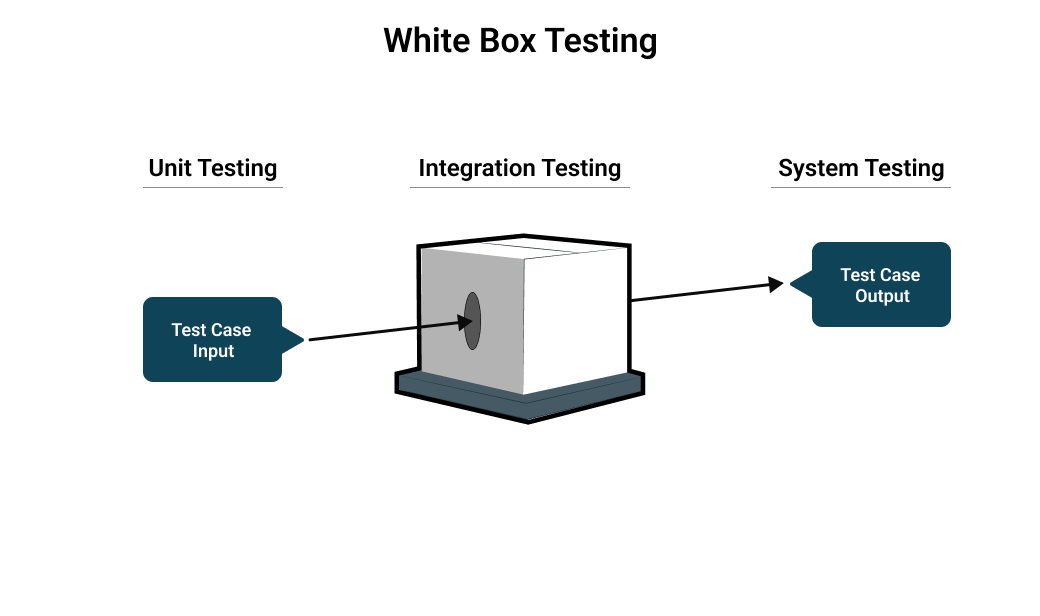 White Box Testing
Unit Testing
Integration Testing
System Testing
Test Case
Input
Test Case
Output